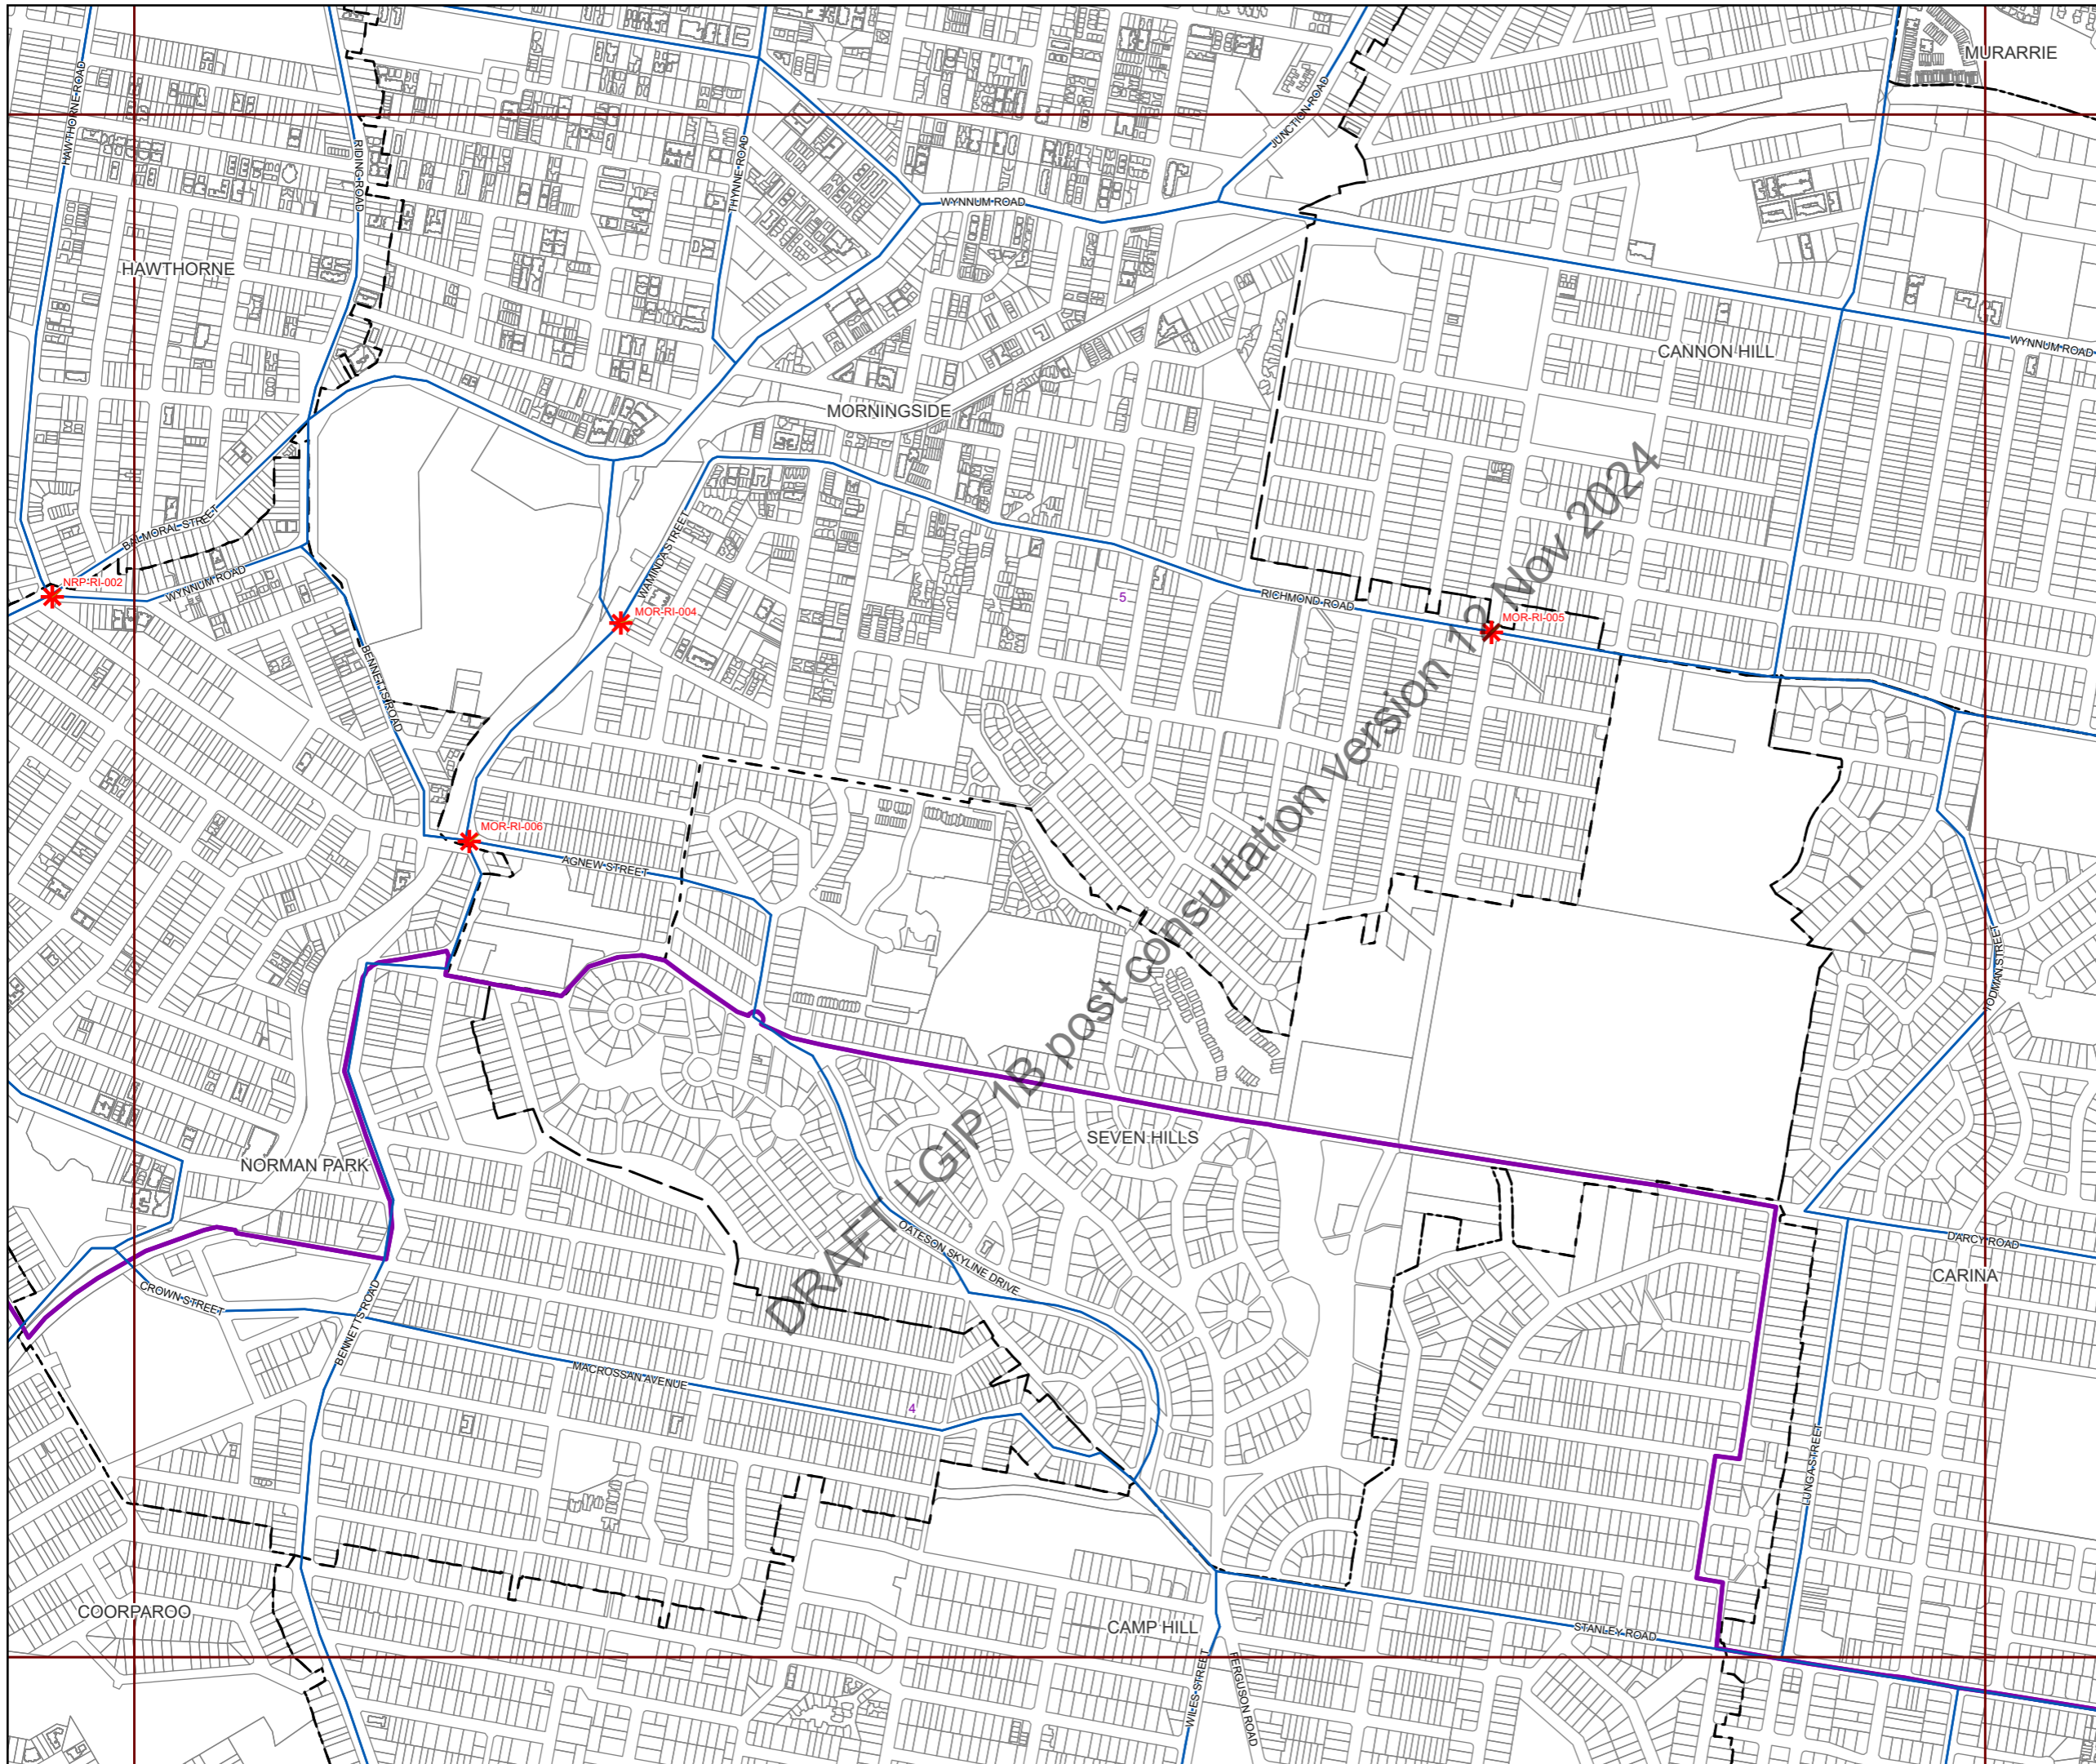 MURARRIE
HAWTHORNE ROAD
JUNCTION ROAD
RIDING ROAD
THYNNE ROAD
WYNNUM ROAD
HAWTHORNE
WYNNUM ROAD
CANNON HILL
MORNINGSIDE
BALMORAL STREET
WAMINDA STREET
NRP-RI-002
WYNNUM ROAD
5
RICHMOND ROAD
MOR-RI-004
MOR-RI-005
BENNETTS ROAD
MOR-RI-006
AGNEW STREET
DRAFT LGIP 1B post consultation version 12 Nov 2024
TODMAN STREET
SEVEN HILLS
NORMAN PARK
OATESON SKYLINE DRIVE
DARCY ROAD
CARINA
CROWN STREET
BENNETTS ROAD
MACROSSAN AVENUE
4
LUNGA STREET
COORPAROO
CAMP HILL
STANLEY ROAD
WILES STREET
FERGUSON ROAD